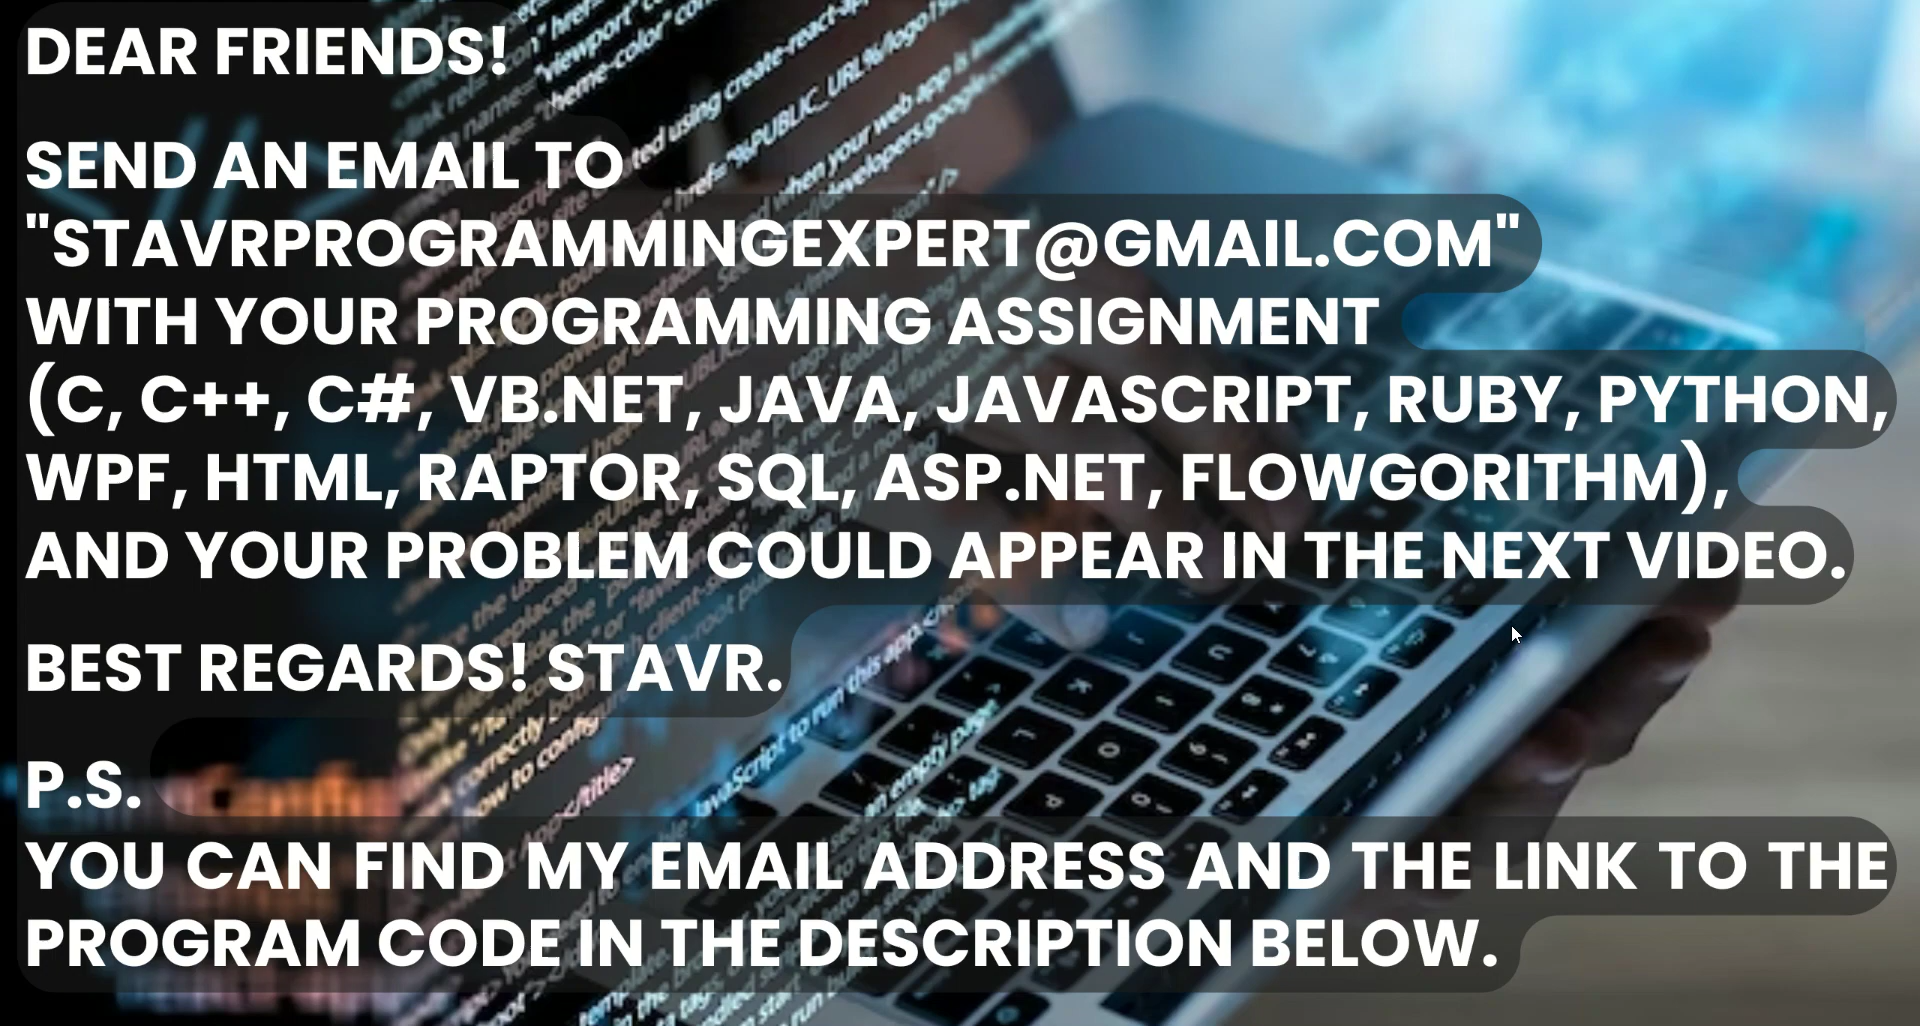 DEAR FRIENDS!
SEND AN EMAIL TO
"STAVRPROGRAMMINGEXPERT@GMAIL.COM"
WITH YOUR PROGRAMMING ASSIGNMENT
(C, C++, C#, VB.NET, JAVA, JAVASCRIPT, RUBY, PYTHON,
WPF, HTML, RAPTOR, SQL, ASP.NET, FLOWGORITHM),
AND YOUR PROBLEM COULD APPEAR IN THE NEXT VIDEO.
BEST REGARDS! STAVR.
P.S.
YOU CAN FIND MY EMAIL ADDRESS AND THE LINK TO THE
PROGRAM CODE IN THE DESCRIPTION BELOW.